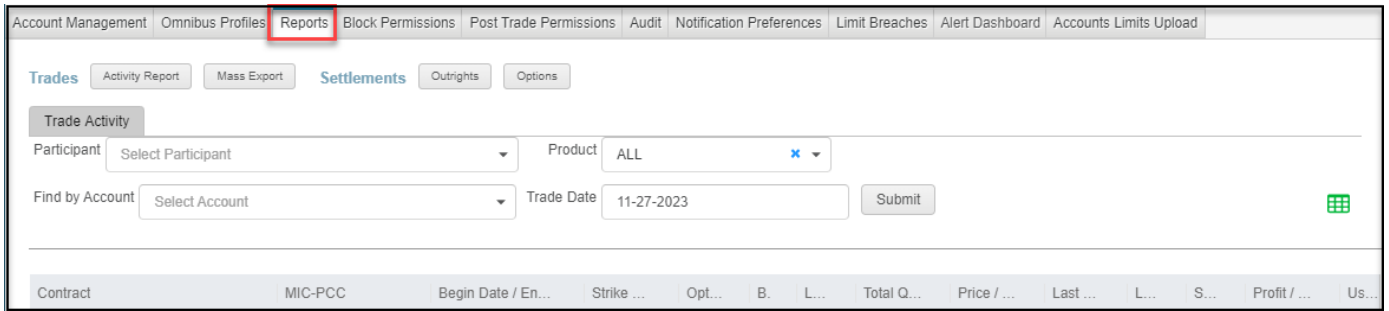 Account Management Omnibus Profiles Reports Block Permissions Post Trade Permissions Audit Notification Preferences Limit Breaches Alert Dashboard Accounts Limits Upload
Trades Activity Report Mass Export Settlements Outrights Options
Trade Activity
Participant Select Participant Product ALL
Find by Account Select Account Trade Date 11-27-2023 Submit
Contract MIC-PCC Begin Date / En... Strike ... Opt... B. L... Total Q... Price / ... Last ... L... S... Profit / ... Us...